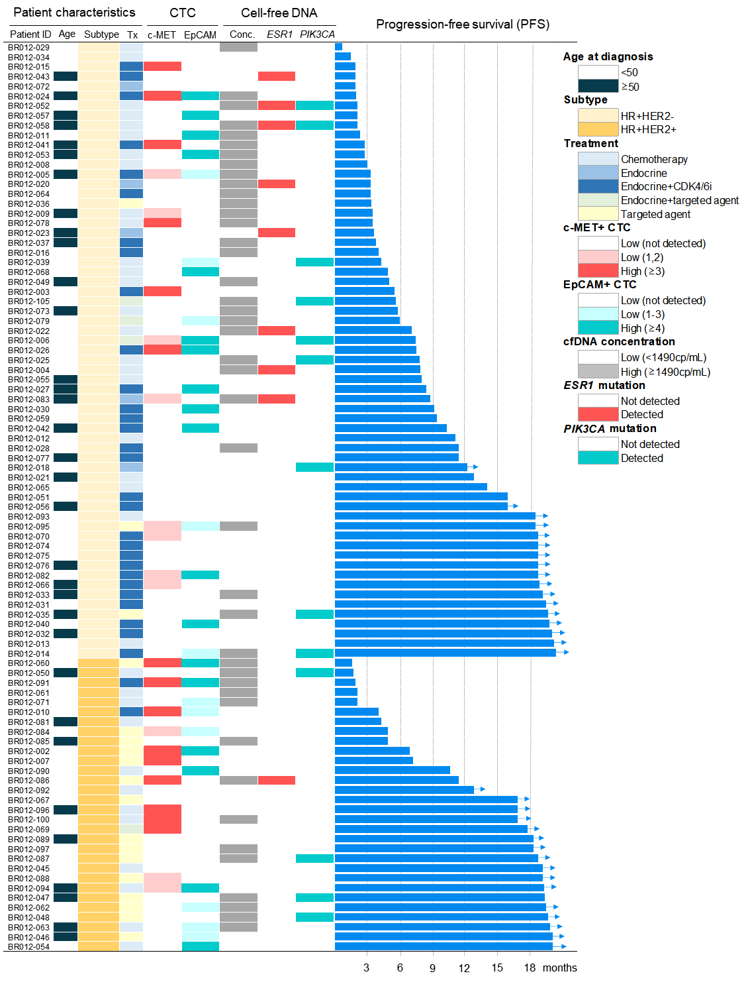 Patient characteristics CTC Cell-free DNA Progression-free survival (PFS)
Patient ID Age Subtype Tx c-MET EpCAM Conc. ESR1 PIK3CA
BR012-029
BR012-034
BR012-015
BR012-043
BR012-072
BR012-024
BR012-052
BR012-057
BR012-058
BR012-011
BR012-041
BR012-053
BR012-008
BR012-005
BR012-020
BR012-064
BR012-036
BR012-009
BR012-078
BR012-023
BR012-037
BR012-016
BR012-039
BR012-068
BR012-049
BR012-003
BR012-105
BR012-073
BR012-079
BR012-022
BR012-006
BR012-026
BR012-025
BR012-004
BR012-055
BR012-027
BR012-083
BR012-030
BR012-059
BR012-042
BR012-012
BR012-028
BR012-077
BR012-018
BR012-021
BR012-065
BR012-051
BR012-056
BR012-093
BR012-095
BR012-070
BR012-074
BR012-075
BR012-076
BR012-082
BR012-066
BR012-033
BR012-031
BR012-035
BR012-040
BR012-032
BR012-013
BR012-014
BR012-060
BR012-050
BR012-091
BR012-061
BR012-071
BR012-010
BR012-081
BR012-084
BR012-085
BR012-002
BR012-007
BR012-090
BR012-086
BR012-092
BR012-067
BR012-096
BR012-100
BR012-069
BR012-089
BR012-097
BR012-087
BR012-045
BR012-088
BR012-094
BR012-047
BR012-062
BR012-048
BR012-063
BR012-046
BR012-054
3 6 9 12 15 18 months
Age at diagnosis
<50
≥50
Subtype
HR+HER2-
HR+HER2+
Treatment
Chemotherapy
Endocrine
Endocrine+CDK4/6i
Endocrine+targeted agent
Targeted agent
c-MET+ CTC
Low (not detected)
Low (1,2)
High (≥3)
EpCAM+ CTC
Low (not detected)
Low (1-3)
High (≥4)
cfDNA concentration
Low (<1490cp/mL)
High (≥1490cp/mL)
ESR1 mutation
Not detected
Detected
PIK3CA mutation
Not detected
Detected